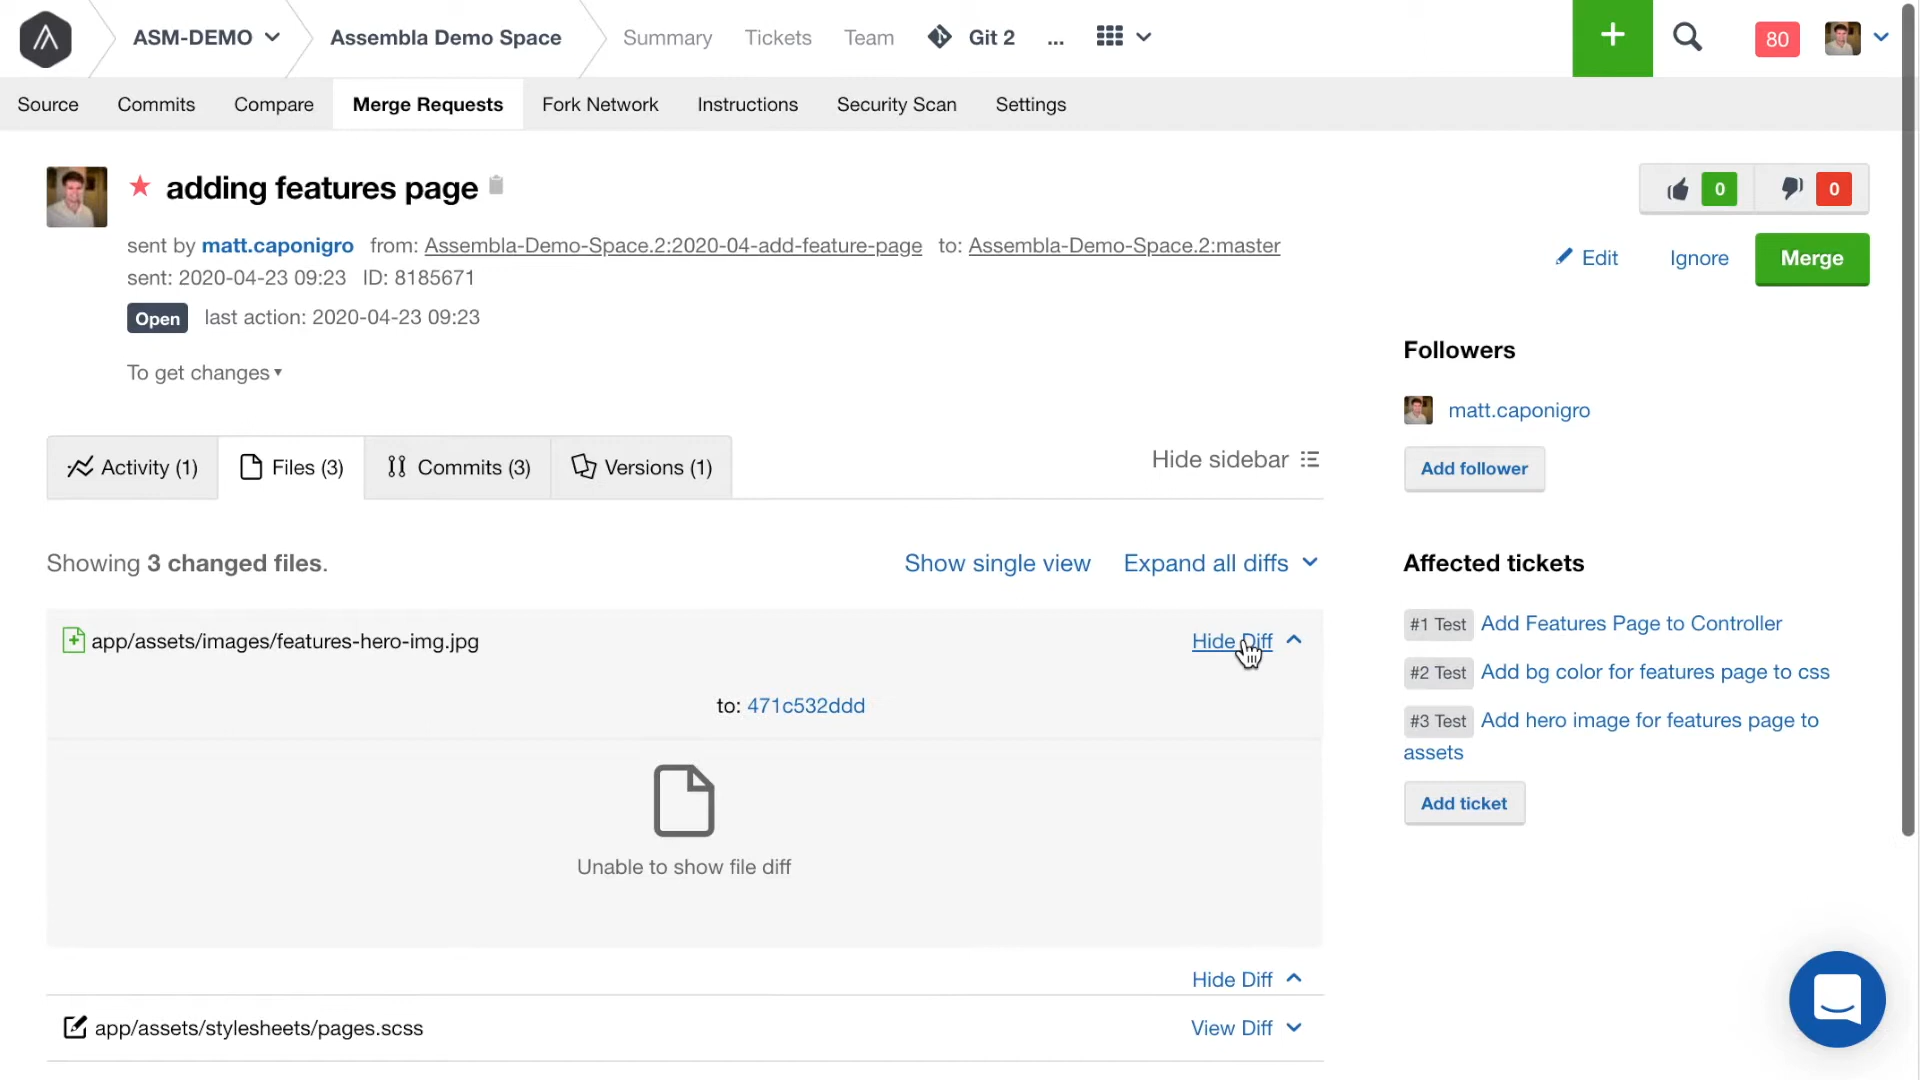 ASM-DEMO Assembla Demo Space Summary Tickets Team Git 2 ... 80
Source Commits Compare Merge Requests Fork Network Instructions Security Scan Settings
adding features page
0 0
sent by matt.caponigro from: Assembla-Demo-Space.2:2020-04-add-feature-page to: Assembla-Demo-Space.2:master
sent: 2020-04-23 09:23 ID: 8185671
Edit Ignore Merge
Open last action: 2020-04-23 09:23
To get changes
Activity (1) Files (3) Commits (3) Versions (1) Hide sidebar
Showing 3 changed files. Show single view Expand all diffs
app/assets/images/features-hero-img.jpg Hide Diff
to: 471c532ddd
Unable to show file diff
Hide Diff
app/assets/stylesheets/pages.scss View Diff
Followers
matt.caponigro
Add follower
Affected tickets
#1 Test Add Features Page to Controller
#2 Test Add bg color for features page to css
#3 Test Add hero image for features page to
assets
Add ticket